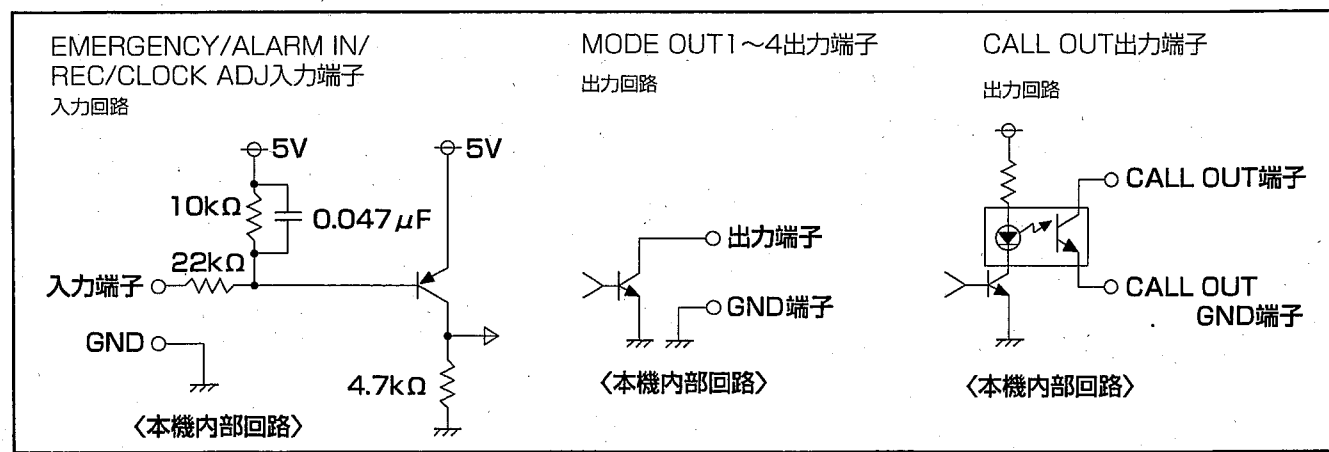 EMERGENCY/ALARM IN/
REC/CLOCK ADJ入力端子
入力回路
5V
5V
10kΩ
0.047μF
22kΩ
入力端子
GND
4.7kΩ
〈本機内部回路〉
MODE OUT1〜4出力端子
出力回路
出力端子
GND端子
〈本機内部回路〉
CALL OUT出力端子
出力回路
CALL OUT端子
CALL OUT
GND端子
〈本機内部回路〉